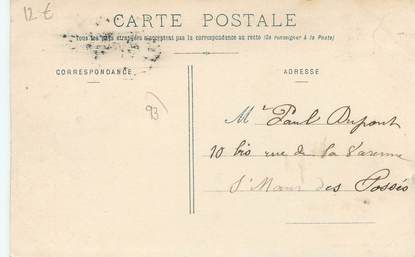 12 €
CARTE POSTALE
Tous les pays étrangers n'acceptent pas la correspondance au recto (Se renseigner à la Poste)
CORRESPONDANCE
ADRESSE
93)
Mr Paul Dupont
10 bis rue de la Varenne
St Maur des Fossés